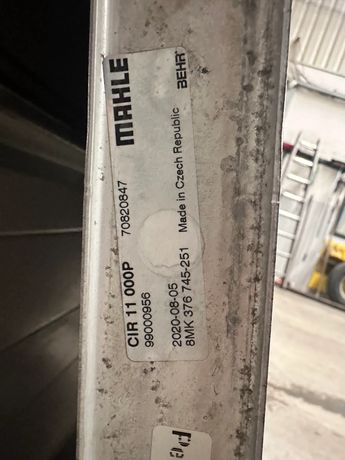 MAHLE BEHR
CIR 11 000P 70820847
99000956
2020-08-05 Made in Czech Republic
8MK 376 745-251